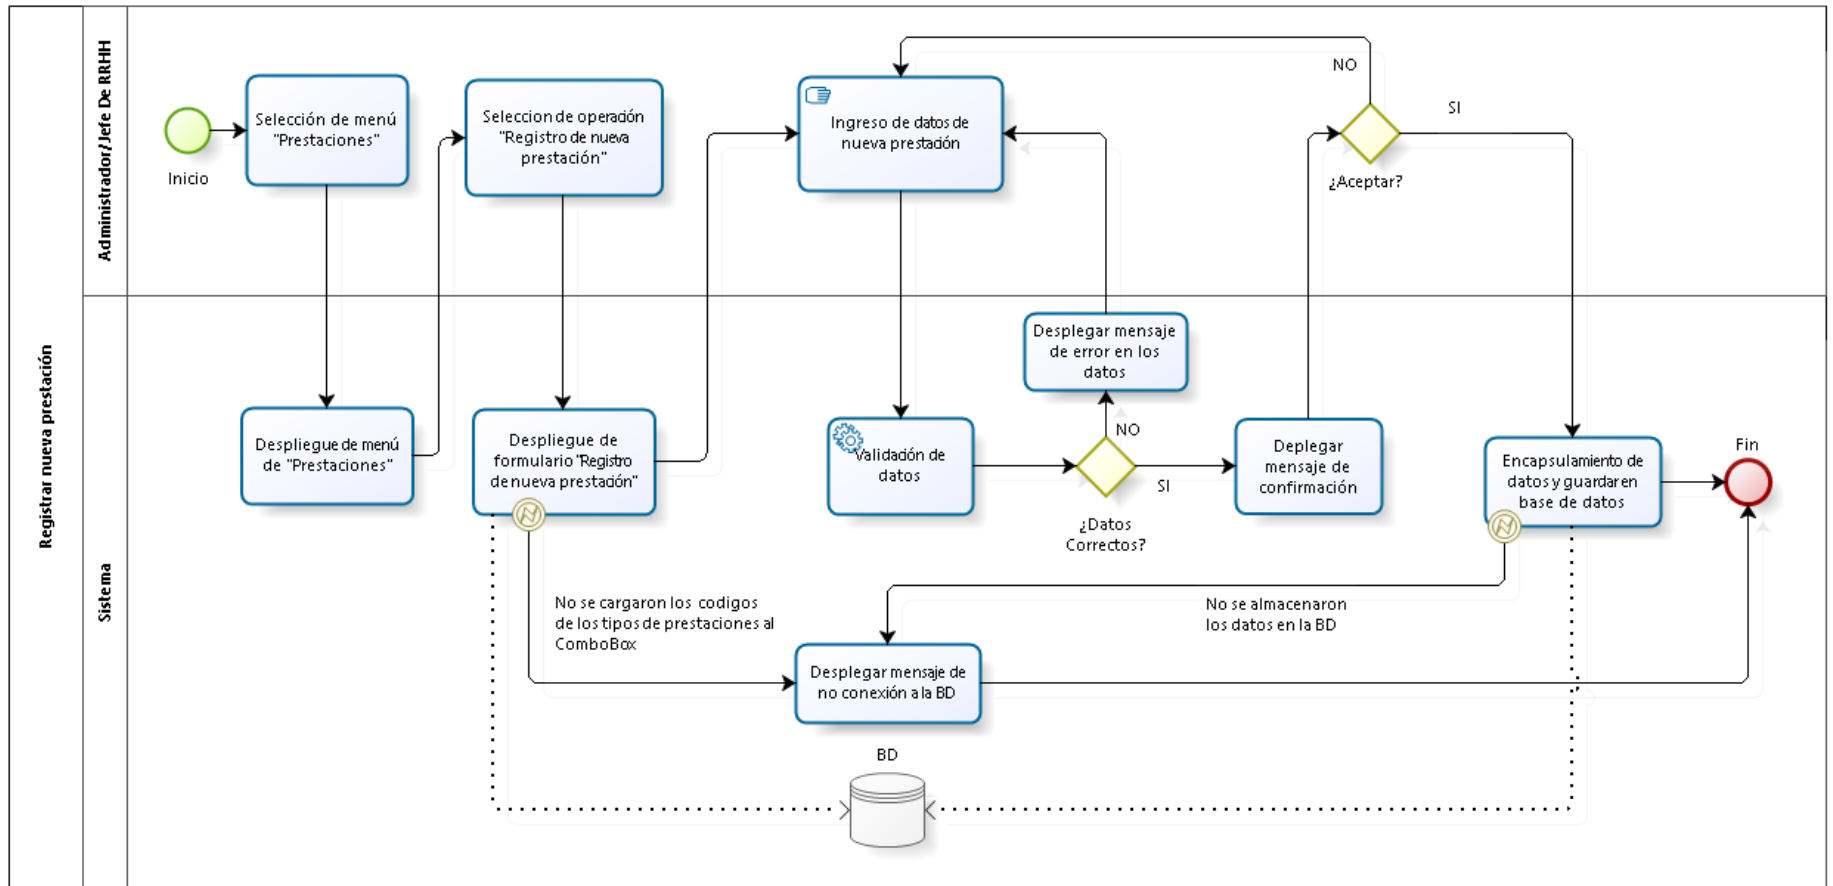 Registrar nueva prestación
Administrador/Jefe De RRHH
Inicio
Selección de menú
"Prestaciones"
Seleccion de operación
"Registro de nueva
prestación"
Ingreso de datos de
nueva prestación
NO
SI
¿Aceptar?
Sistema
Despliegue de menú
de "Prestaciones"
Despliegue de
formulario "Registro
de nueva prestación"
Validación de
datos
Desplegar mensaje
de error en los
datos
NO
SI
¿Datos
Correctos?
Deplegar
mensaje de
confirmación
Encapsulamiento de
datos y guardar en
base de datos
Fin
No se cargaron los codigos
de los tipos de prestaciones al
ComboBox
No se almacenaron
los datos en la BD
Desplegar mensaje de
no conexión a la BD
BD